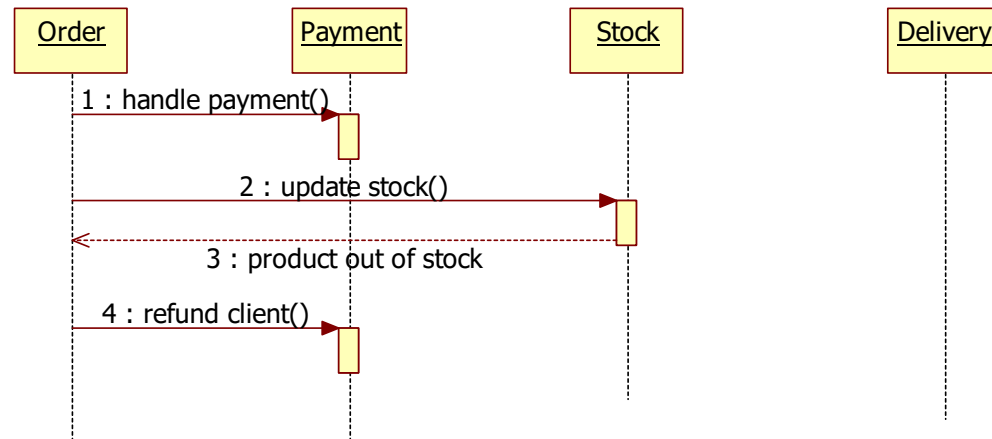 Order
Payment
Stock
Delivery
1 : handle payment()
2 : update stock()
3 : product out of stock
4 : refund client()